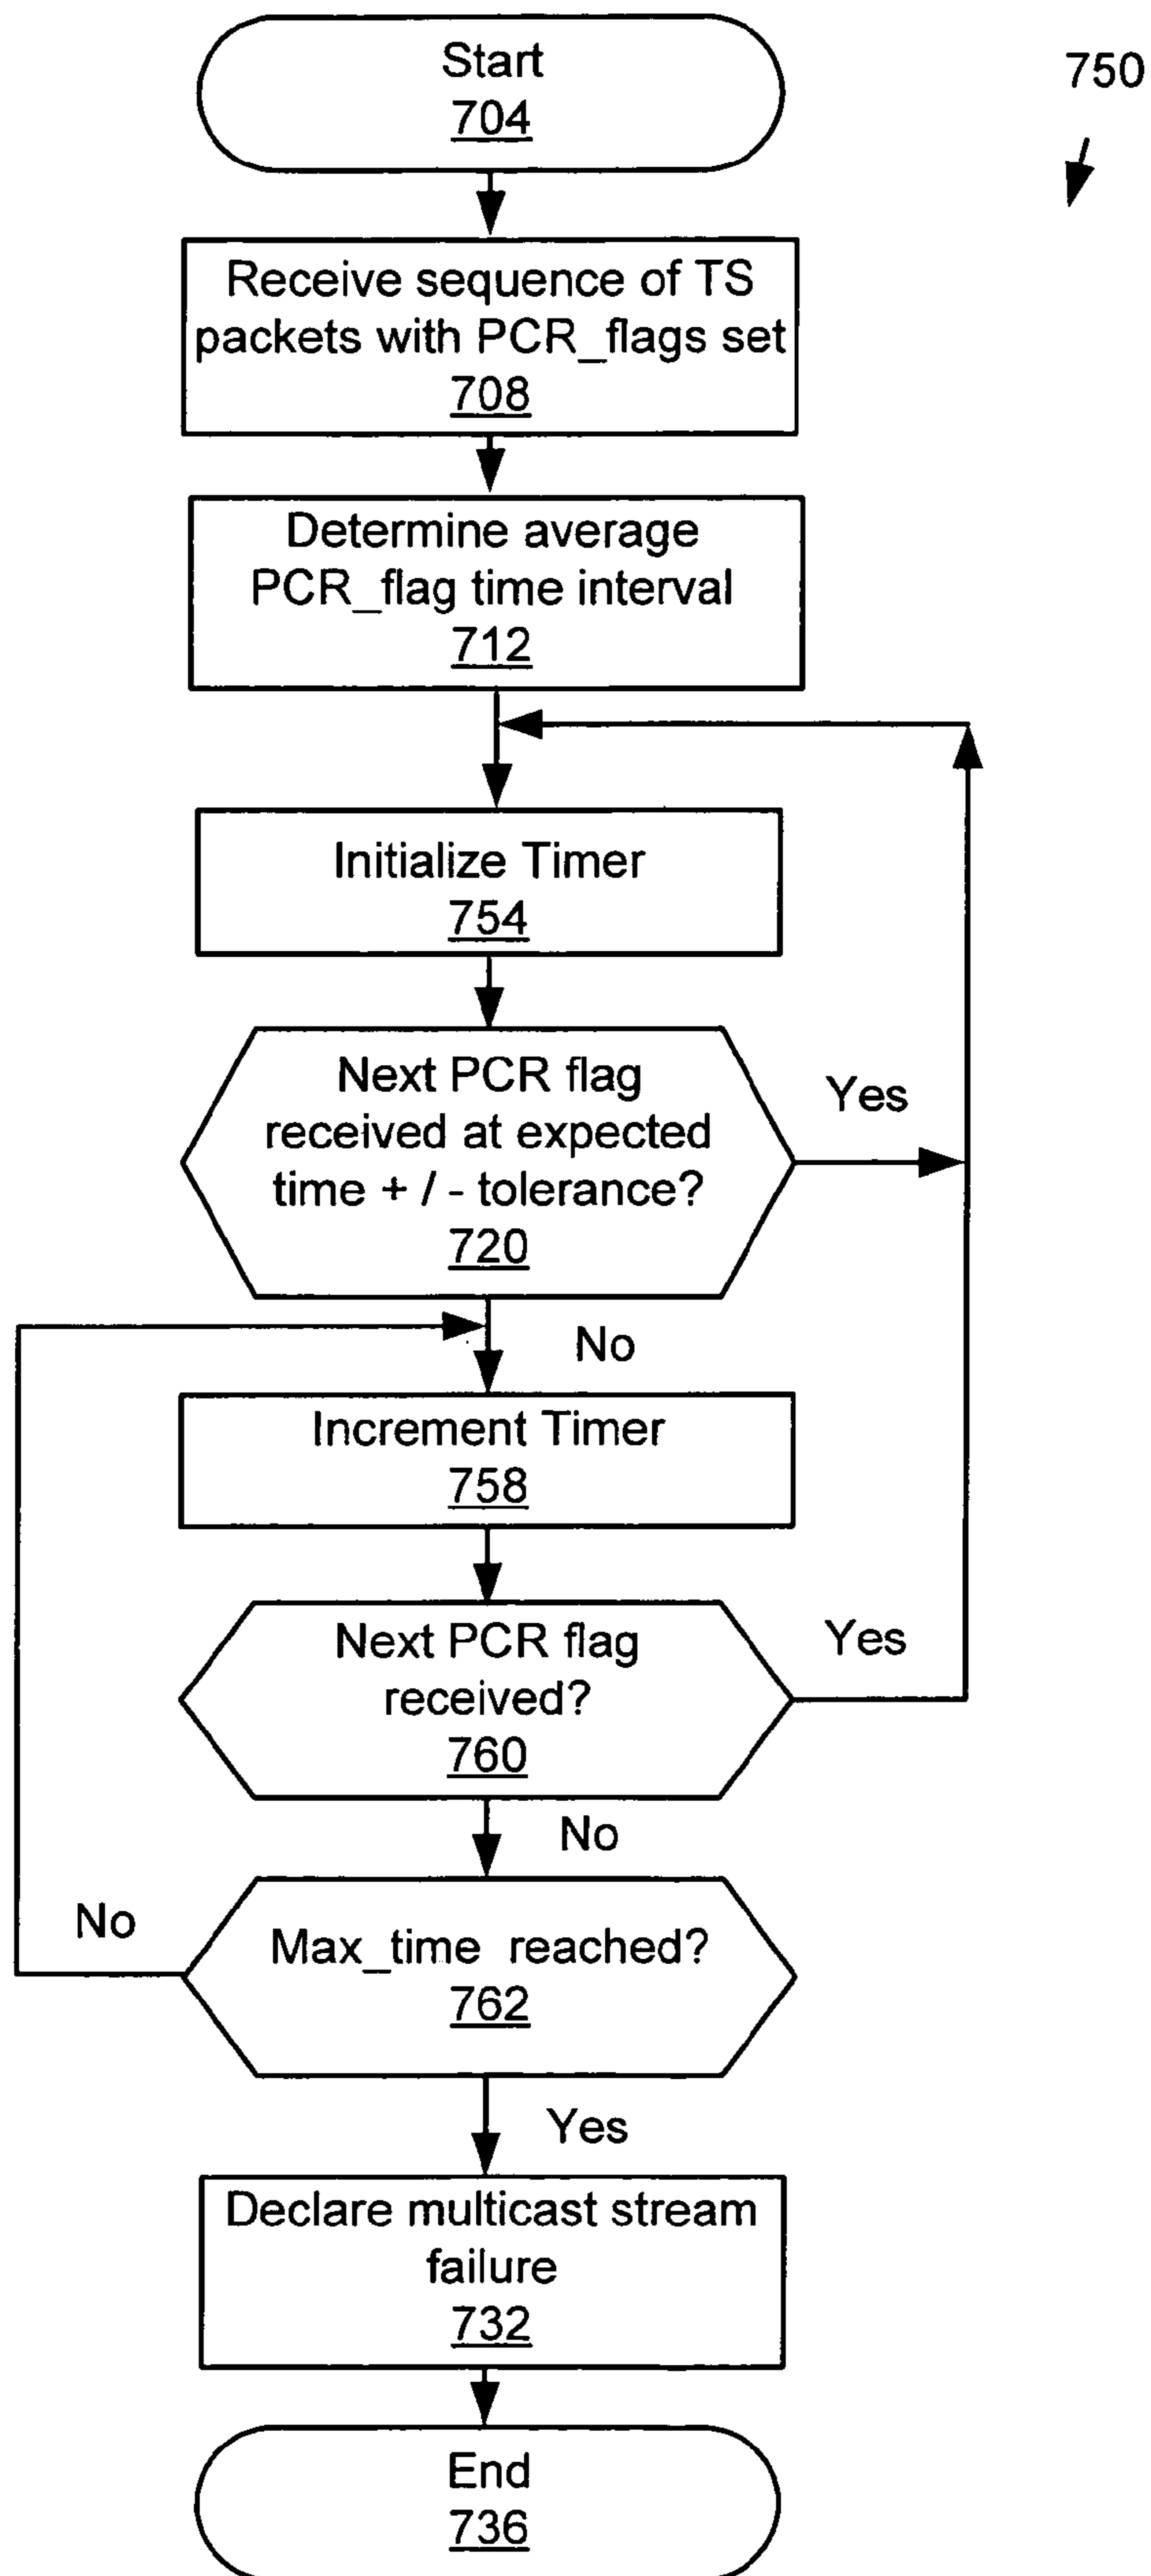 Start
704
750
Receive sequence of TS
packets with PCR_flags set
708
Determine average
PCR_flag time interval
712
Initialize Timer
754
Next PCR flag
received at expected
time + / - tolerance?
720
Yes
No
Increment Timer
758
Next PCR flag
received?
760
Yes
No
Max_time reached?
762
No
Yes
Declare multicast stream
failure
732
End
736